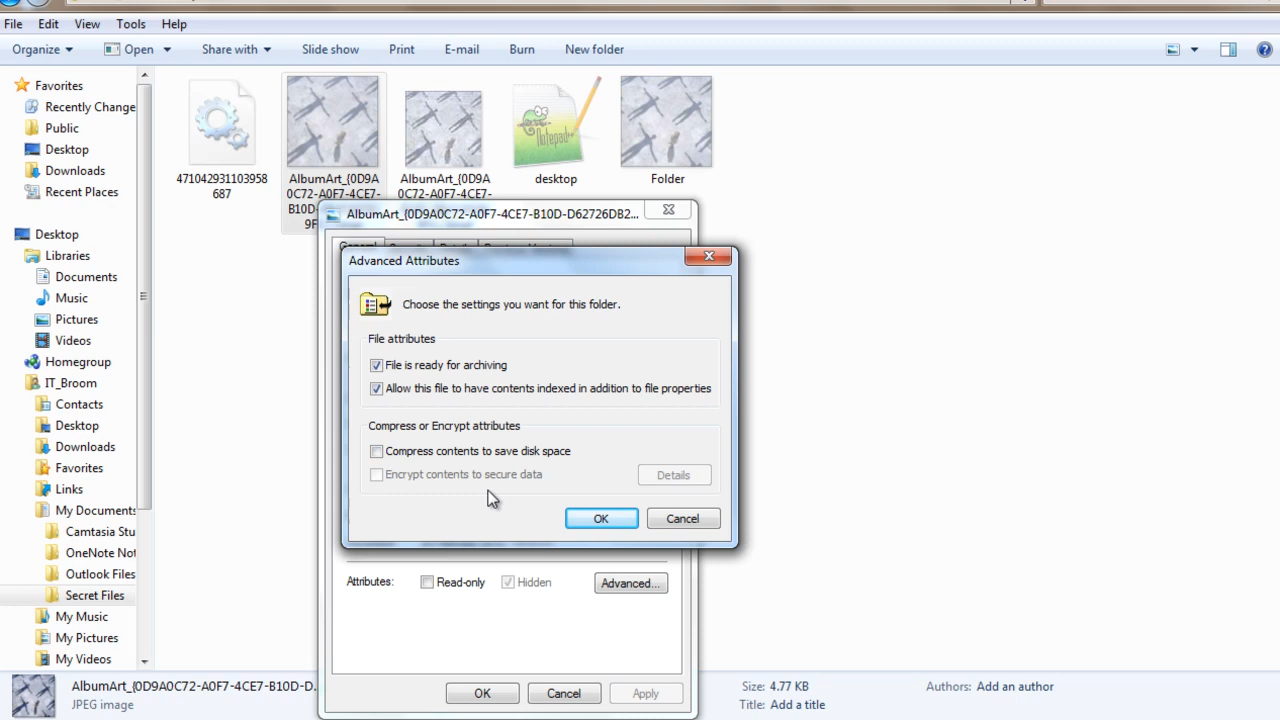 File Edit View Tools Help
Organize Open Share with Slide show Print E-mail Burn New folder
Favorites
Recently Change
Public
Desktop
Downloads
Recent Places
Desktop
Libraries
Documents
Music
Pictures
Videos
Homegroup
IT_Broom
Contacts
Desktop
Downloads
Favorites
Links
My Documents
Camtasia Stu
OneNote Not
Outlook Files
Secret Files
My Music
My Pictures
My Videos
471042931103958
687
AlbumArt_{0D9A
0C72-A0F7-4CE7-
B10D-
9F
AlbumArt_{0D9A
0C72-A0F7-4CE7-
Notepad++
desktop
Folder
AlbumArt_{0D9A0C72-A0F7-4CE7-B10D-D62726DB2...
General
Advanced Attributes
Choose the settings you want for this folder.
File attributes
File is ready for archiving
Allow this file to have contents indexed in addition to file properties
Compress or Encrypt attributes
Compress contents to save disk space
Encrypt contents to secure data Details
OK Cancel
Attributes: Read-only Hidden Advanced...
OK Cancel Apply
AlbumArt_{0D9A0C72-A0F7-4CE7-B10D-D...
JPEG image
Size: 4.77 KB
Title: Add a title
Authors: Add an author